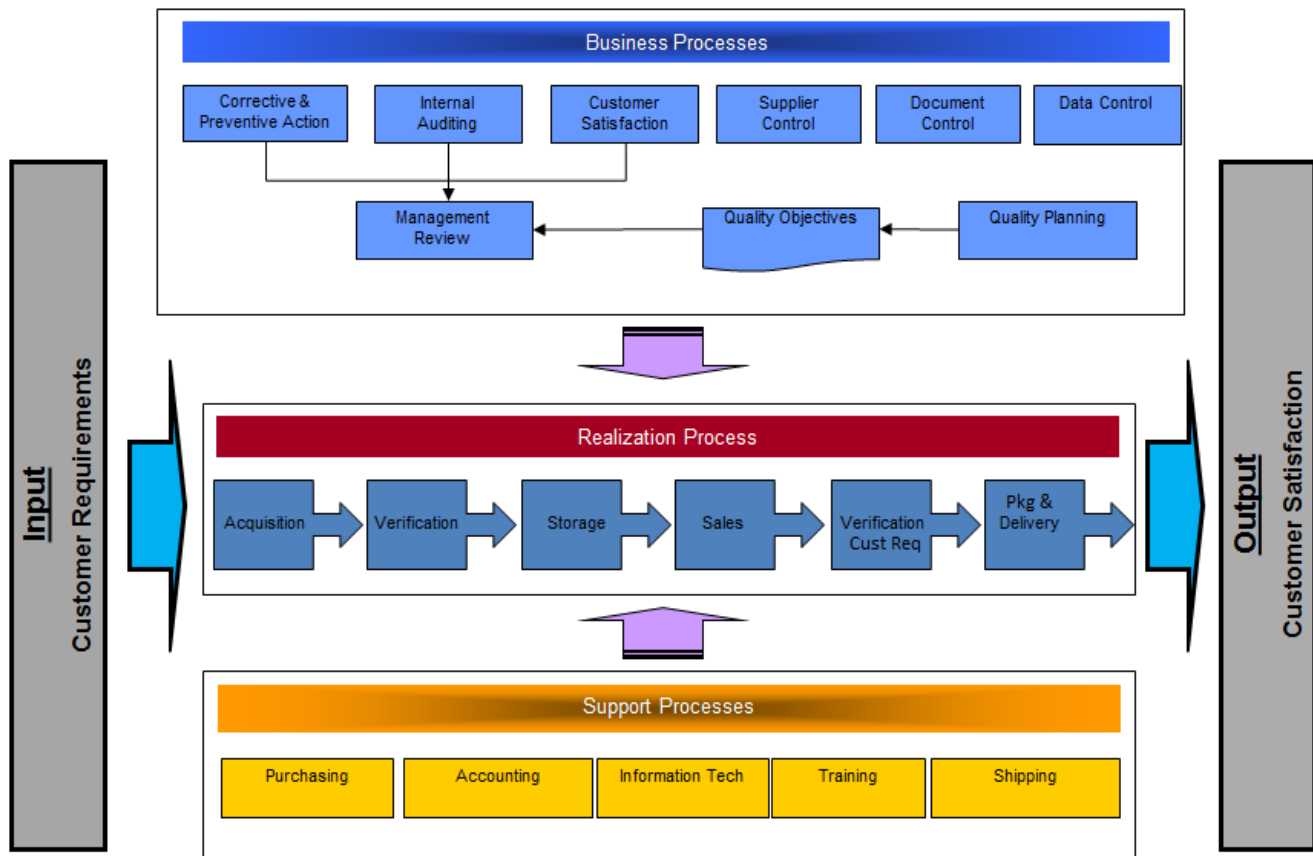 Business Processes
Corrective &
Preventive Action
Internal
Auditing
Customer
Satisfaction
Supplier
Control
Document
Control
Data Control
Management
Review
Quality Objectives
Quality Planning
Input
Customer Requirements
Realization Process
Acquisition
Verification
Storage
Sales
Verification
Cust Req
Pkg &
Delivery
Output
Customer Satisfaction
Support Processes
Purchasing
Accounting
Information Tech
Training
Shipping